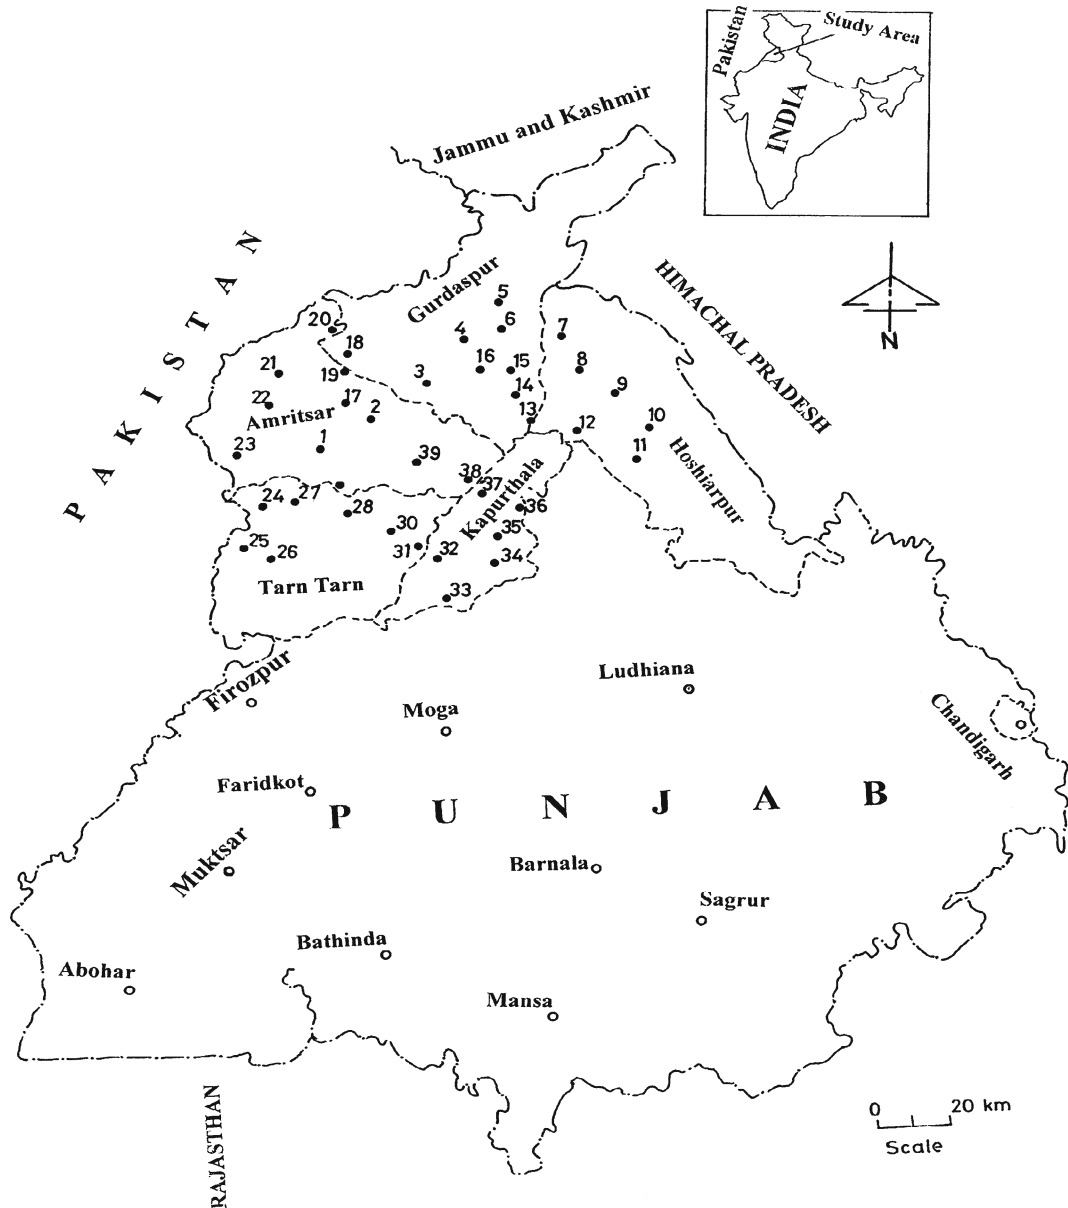 Pakistan
Study Area
INDIA
Jammu and Kashmir
PAKISTAN
HIMACHAL PRADESH
N
Gurdaspur
5
6
4
7
20
18
16
15
8
21
19
3
14
9
22
17
2
13
12
10
Amritsar
23
1
39
11
Hoshiarpur
38
37
Kapurthala
36
24
27
28
30
35
25
26
31
32
34
Tarn Tarn
33
Firozpur
Ludhiana
Moga
Chandigarh
Faridkot
PUNJAB
Muktsar
Barnala
Sagrur
Bathinda
Abohar
Mansa
RAJASTHAN
0 20 km
Scale